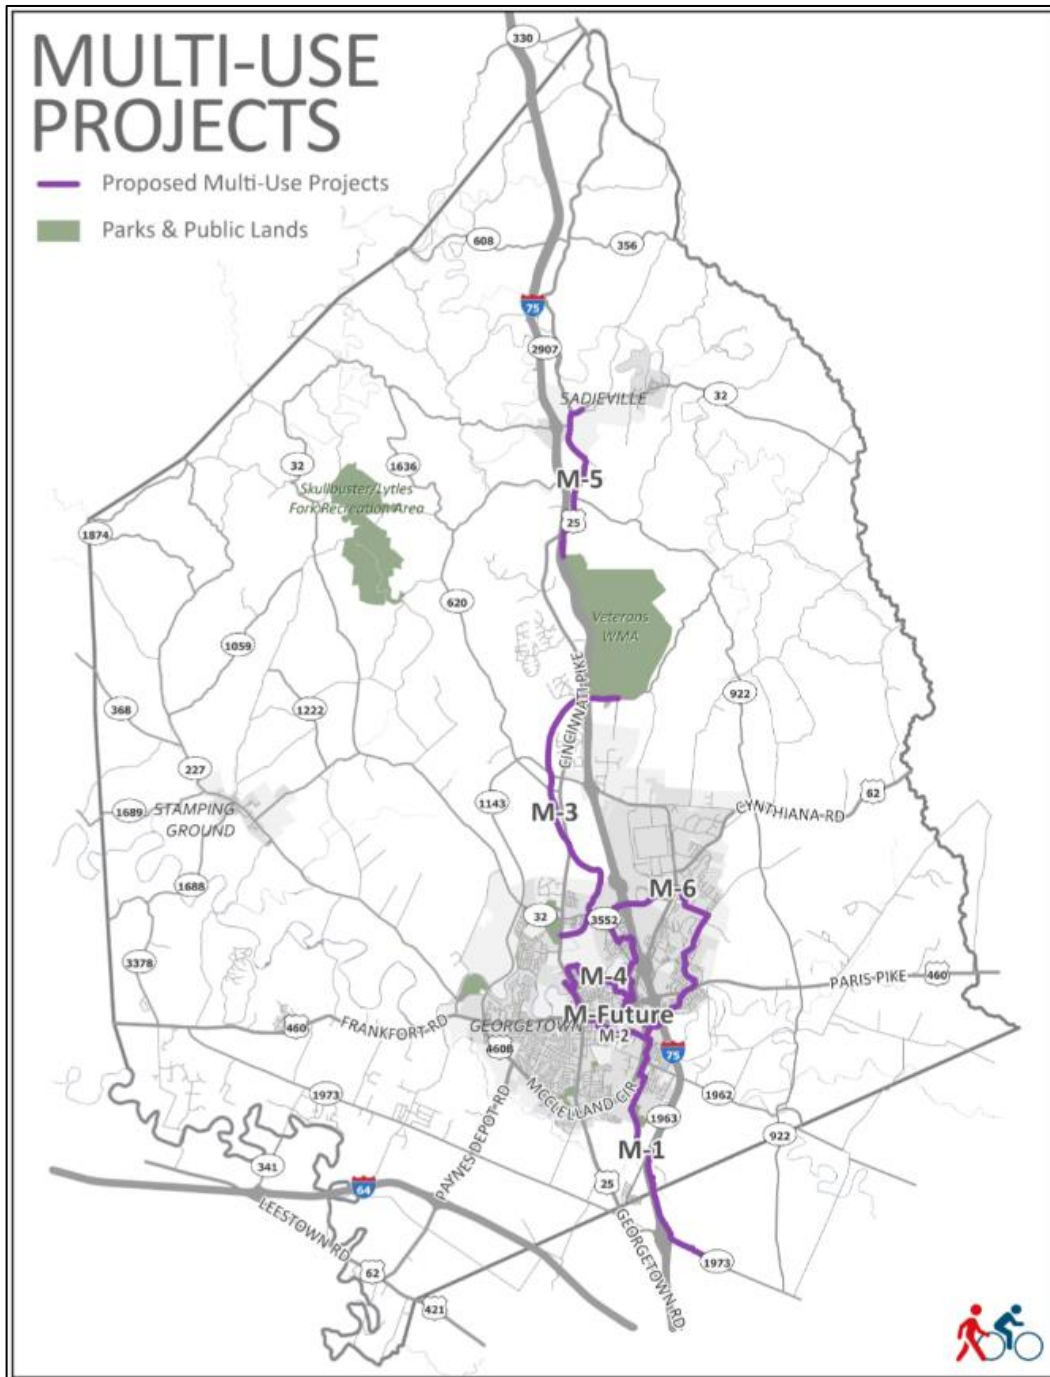 MULTI-USE
PROJECTS
Proposed Multi-Use Projects
Parks & Public Lands
330
608
356
75
2907
SADIEVILLE
32
32
1636
M-5
Skullbuster/Lytles
Fork Recreation Area
25
1874
620
Veterans
WMA
1059
CINCINNATI PIKE
922
368
1222
227
62
1143
CYNTHIANA RD
1689
STAMPING
GROUND
M-3
1688
M-6
32
3552
3378
M-4
PARIS PIKE
460
M-Future
460
FRANKFORT RD
GEORGETOWN
M-2
460B
75
MCCLELLAND CIR
1973
1962
1963
PAYNES DEPOT RD
922
M-1
341
64
25
LEESTOWN RD
GEORGETOWN RD
1973
62
421